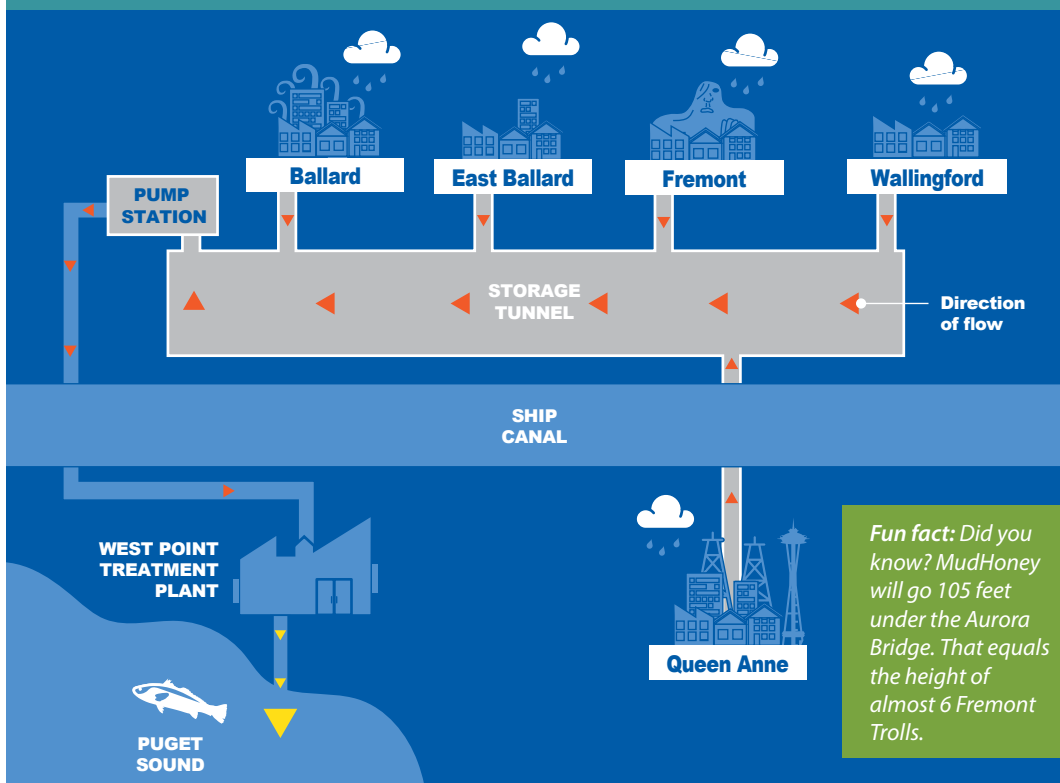 Ballard
East Ballard
Fremont
Wallingford
PUMP
STATION
STORAGE
TUNNEL
Direction
of flow
SHIP
CANAL
WEST POINT
TREATMENT
PLANT
Queen Anne
PUGET
SOUND
Fun fact: Did you
know? MudHoney
will go 105 feet
under the Aurora
Bridge. That equals
the height of
almost 6 Fremont
Trolls.